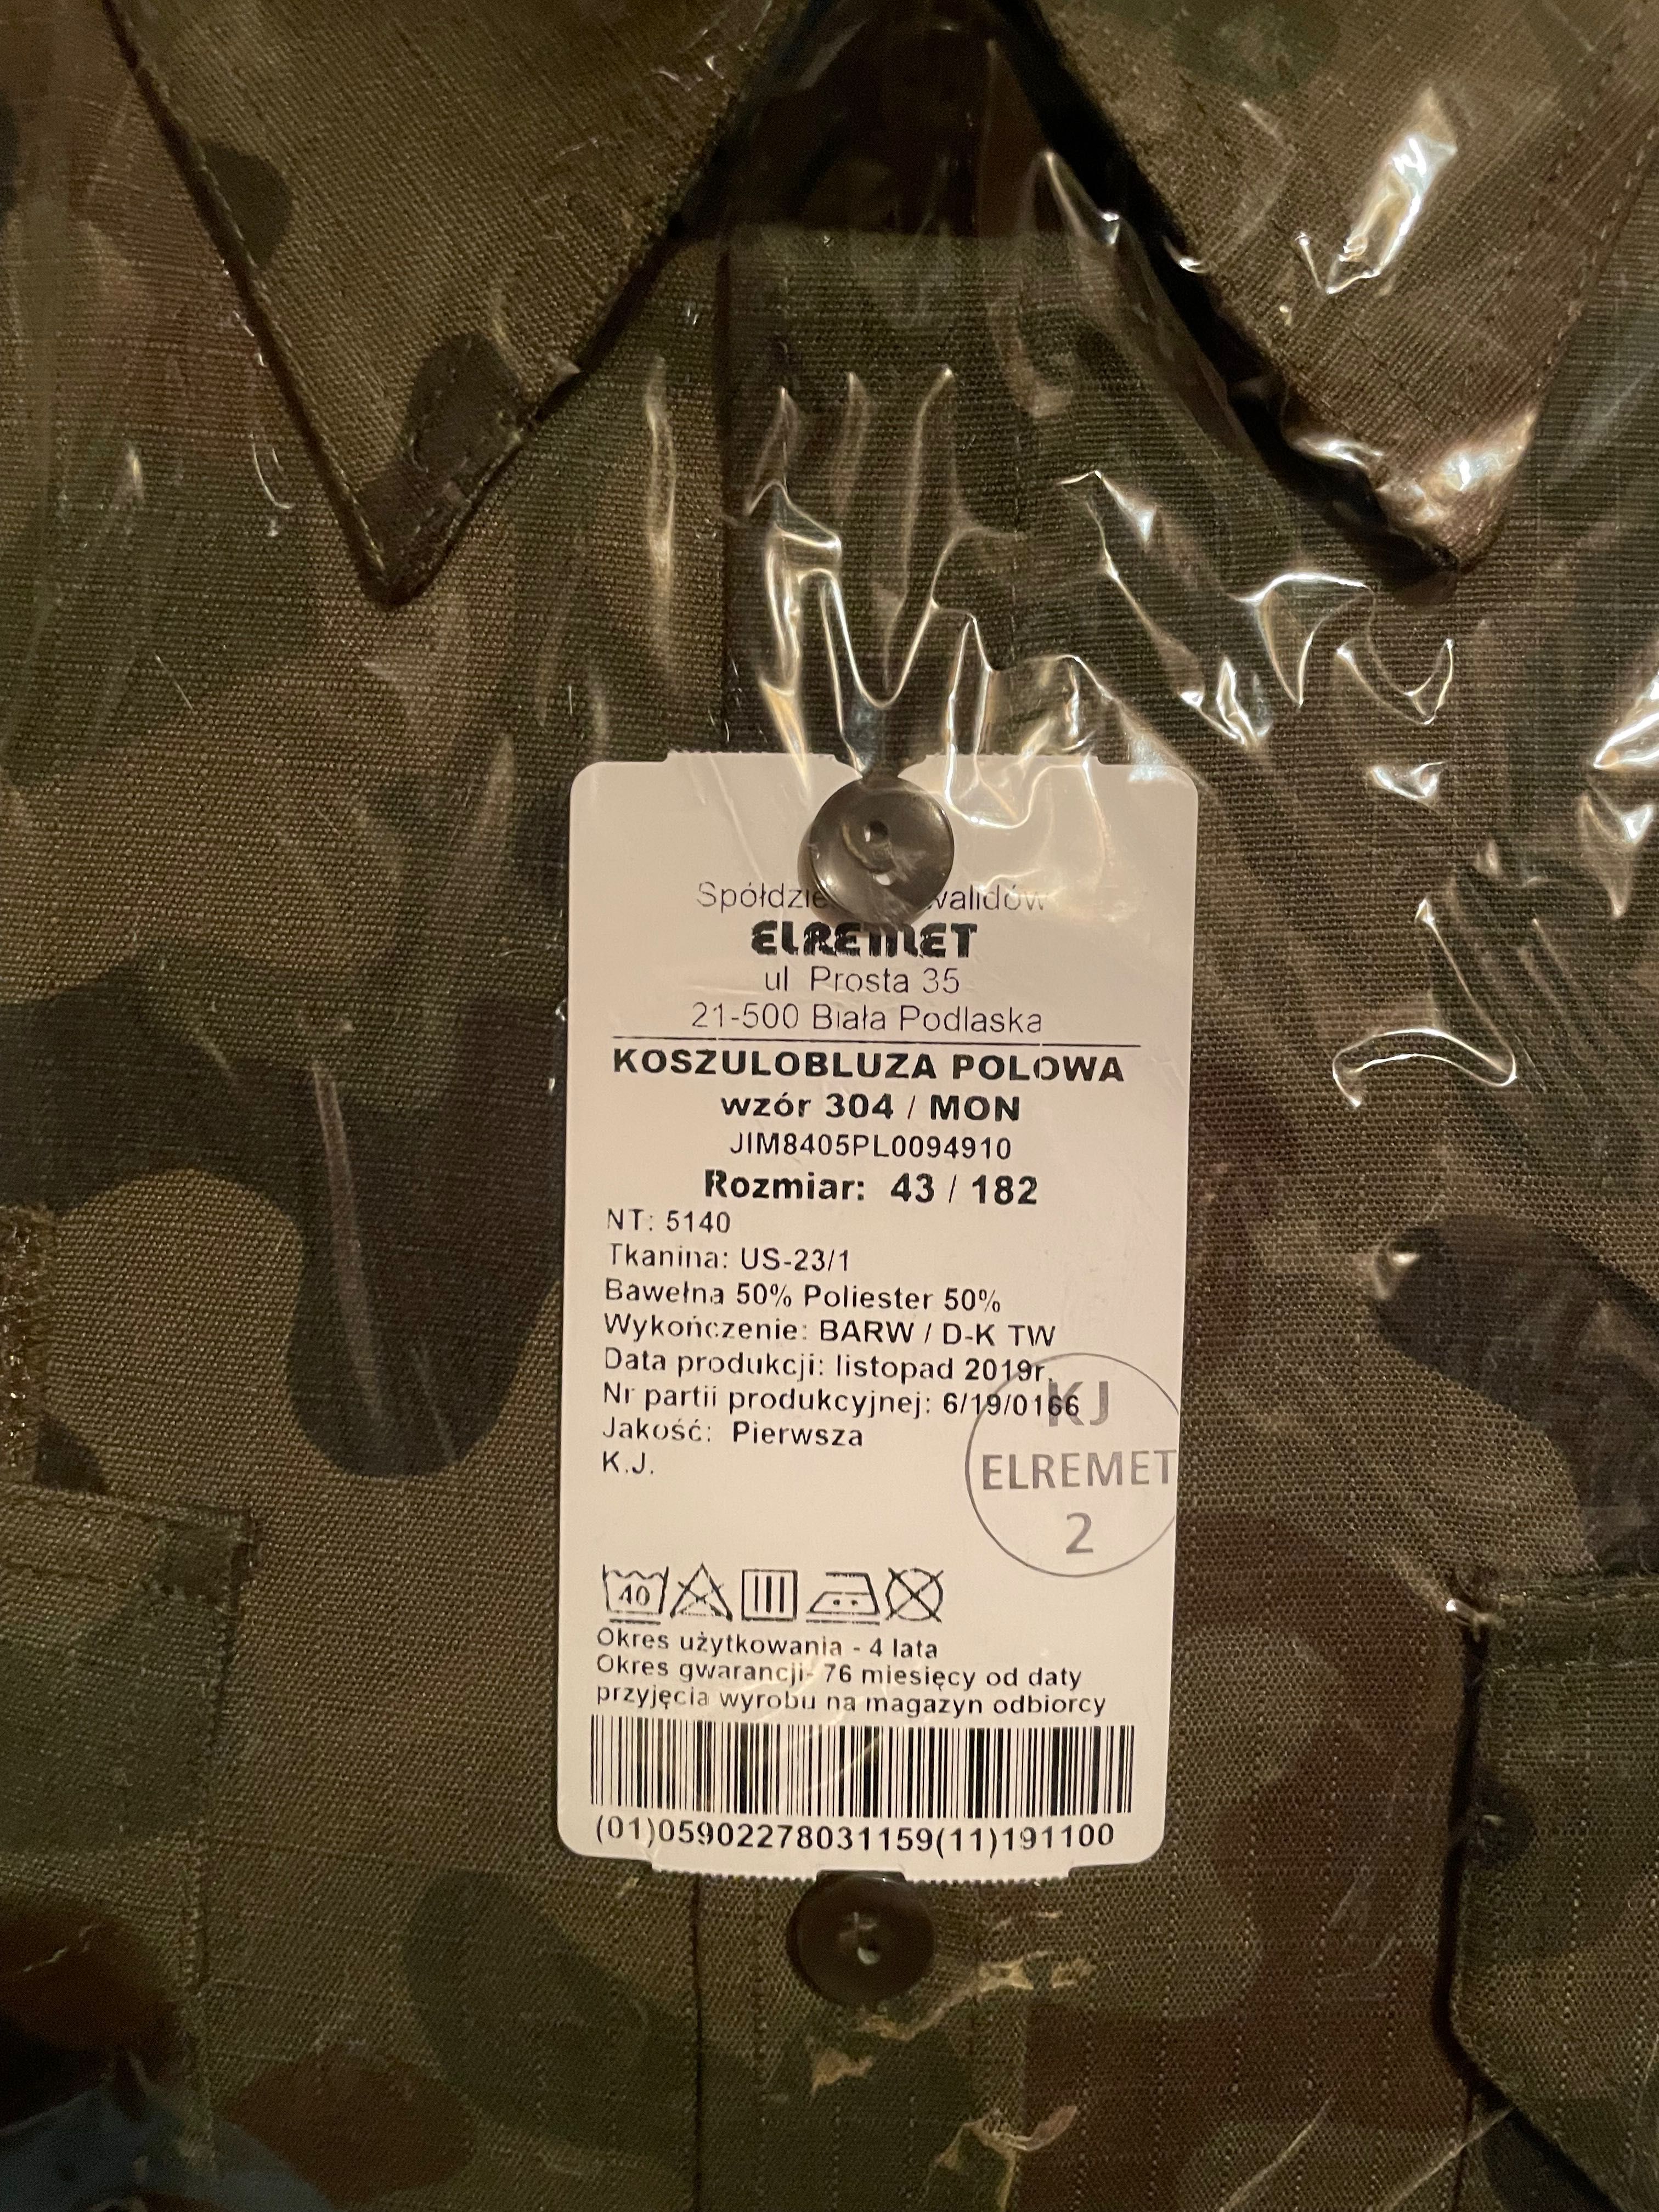 ELREMET
ul Prosta 35
21-500 Biała Podlaska
KOSZULOBLUZA POLOWA
wzór 304 / MON
JIM8405PL0094910
Rozmiar: 43 / 182
NT: 5140
Tkanina: US-23/1
Bawełna 50% Poliester 50%
Wykończenie: BARW / D-K TW
Data produkcji: listopad 2019r.
Nr partii produkcyjnej: 6/19/0166
Jakość: Pierwsza
K.J.
KJ
ELREMET
2
40
Okres użytkowania - 4 lata
Okres gwarancji- 76 miesięcy od daty
przyjęcia wyrobu na magazyn odbiorcy
(01)05902278031159(11)191100